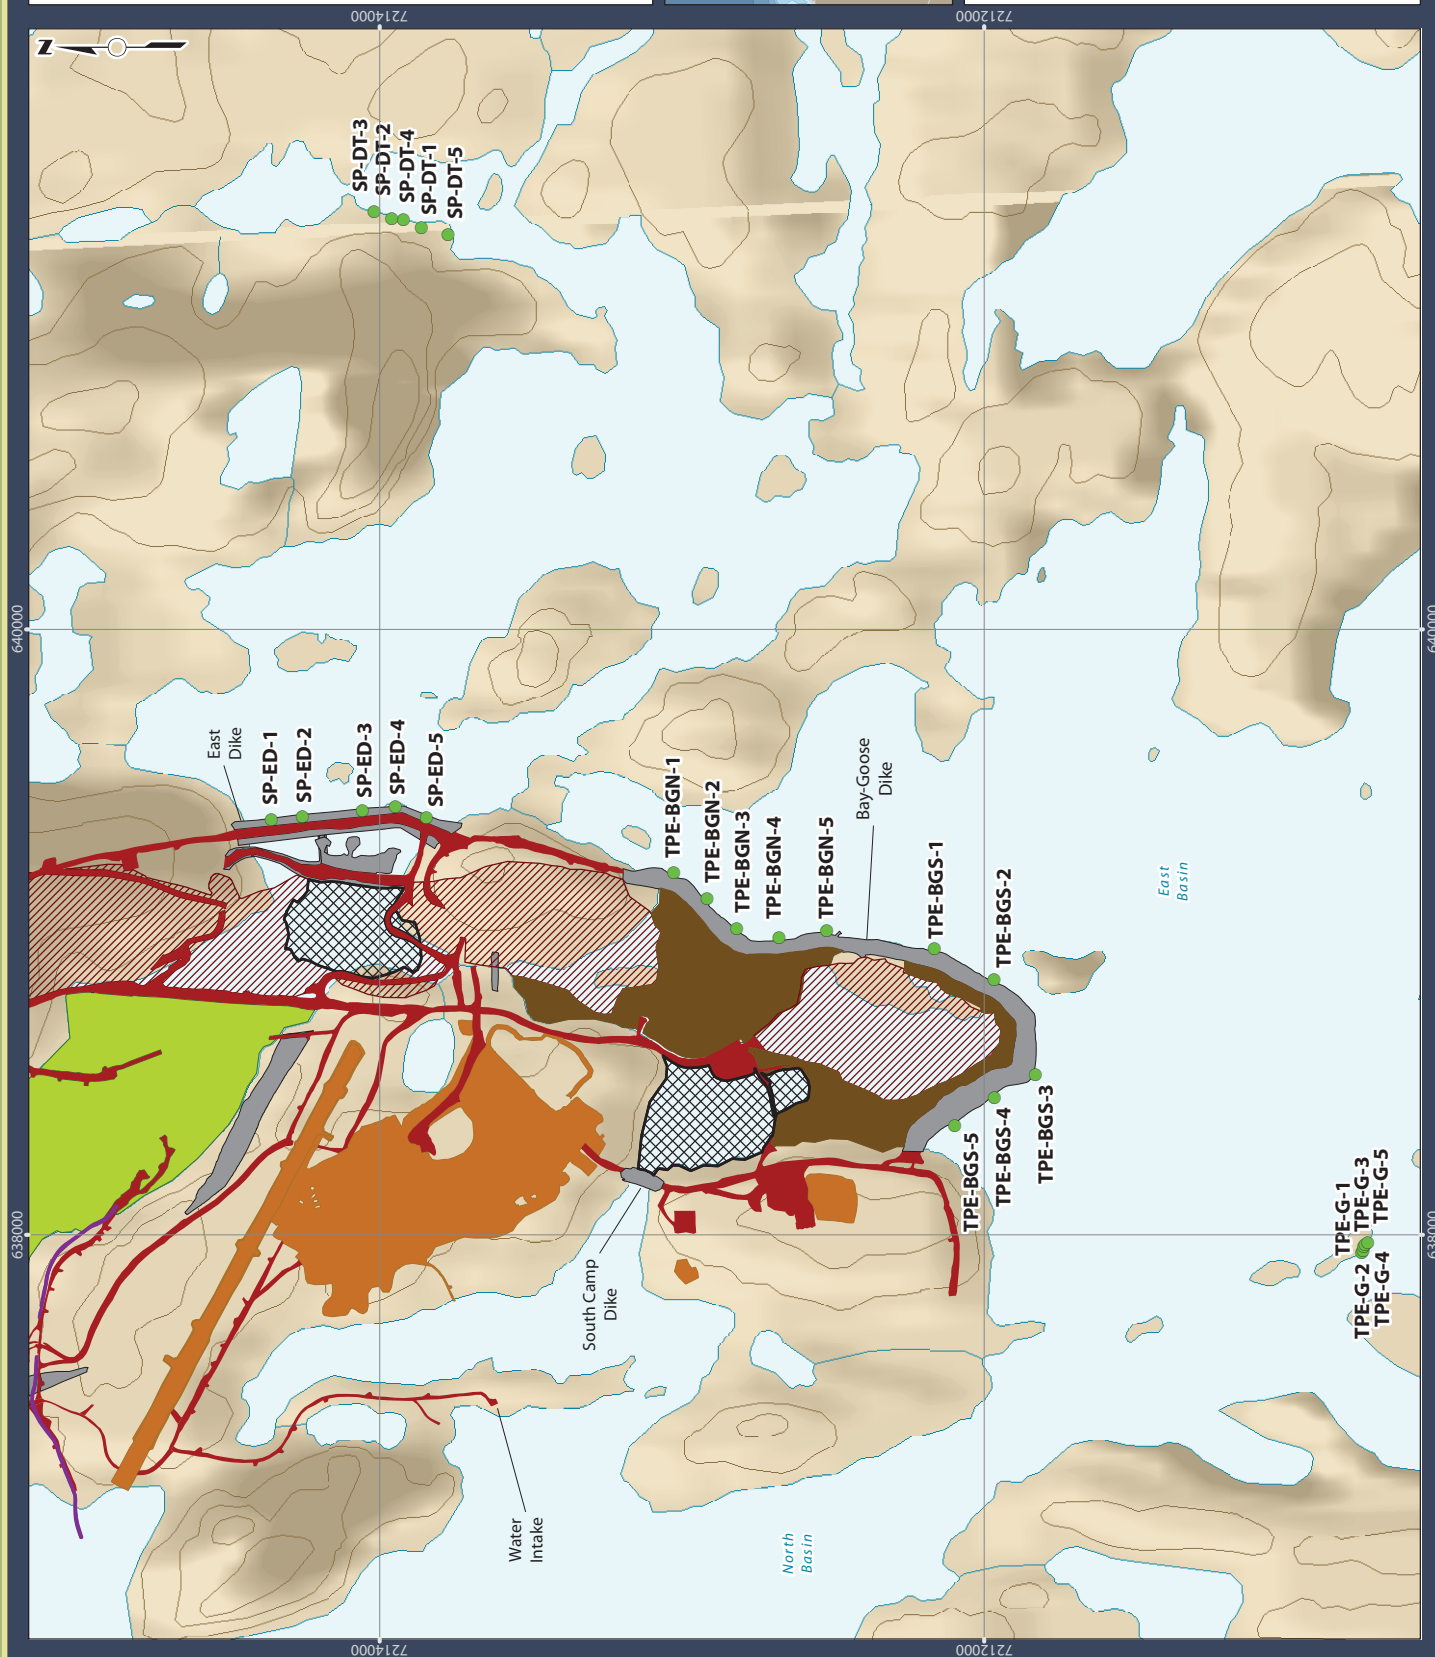 7214000
7212000
N
SP-DT-3
SP-DT-2
SP-DT-4
SP-DT-1
SP-DT-5
640000
640000
East
Dike
SP-ED-1
SP-ED-2
SP-ED-3
SP-ED-4
SP-ED-5
TPE-BGN-1
TPE-BGN-2
TPE-BGN-3
TPE-BGN-4
TPE-BGN-5
Bay-Goose
Dike
TPE-BGS-1
TPE-BGS-2
East
Basin
TPE-BGS-3
TPE-BGS-4
TPE-BGS-5
TPE-G-1
TPE-G-3
TPE-G-5
TPE-G-2
TPE-G-4
638000
638000
South Camp
Dike
Water
Intake
North
Basin
7214000
7212000